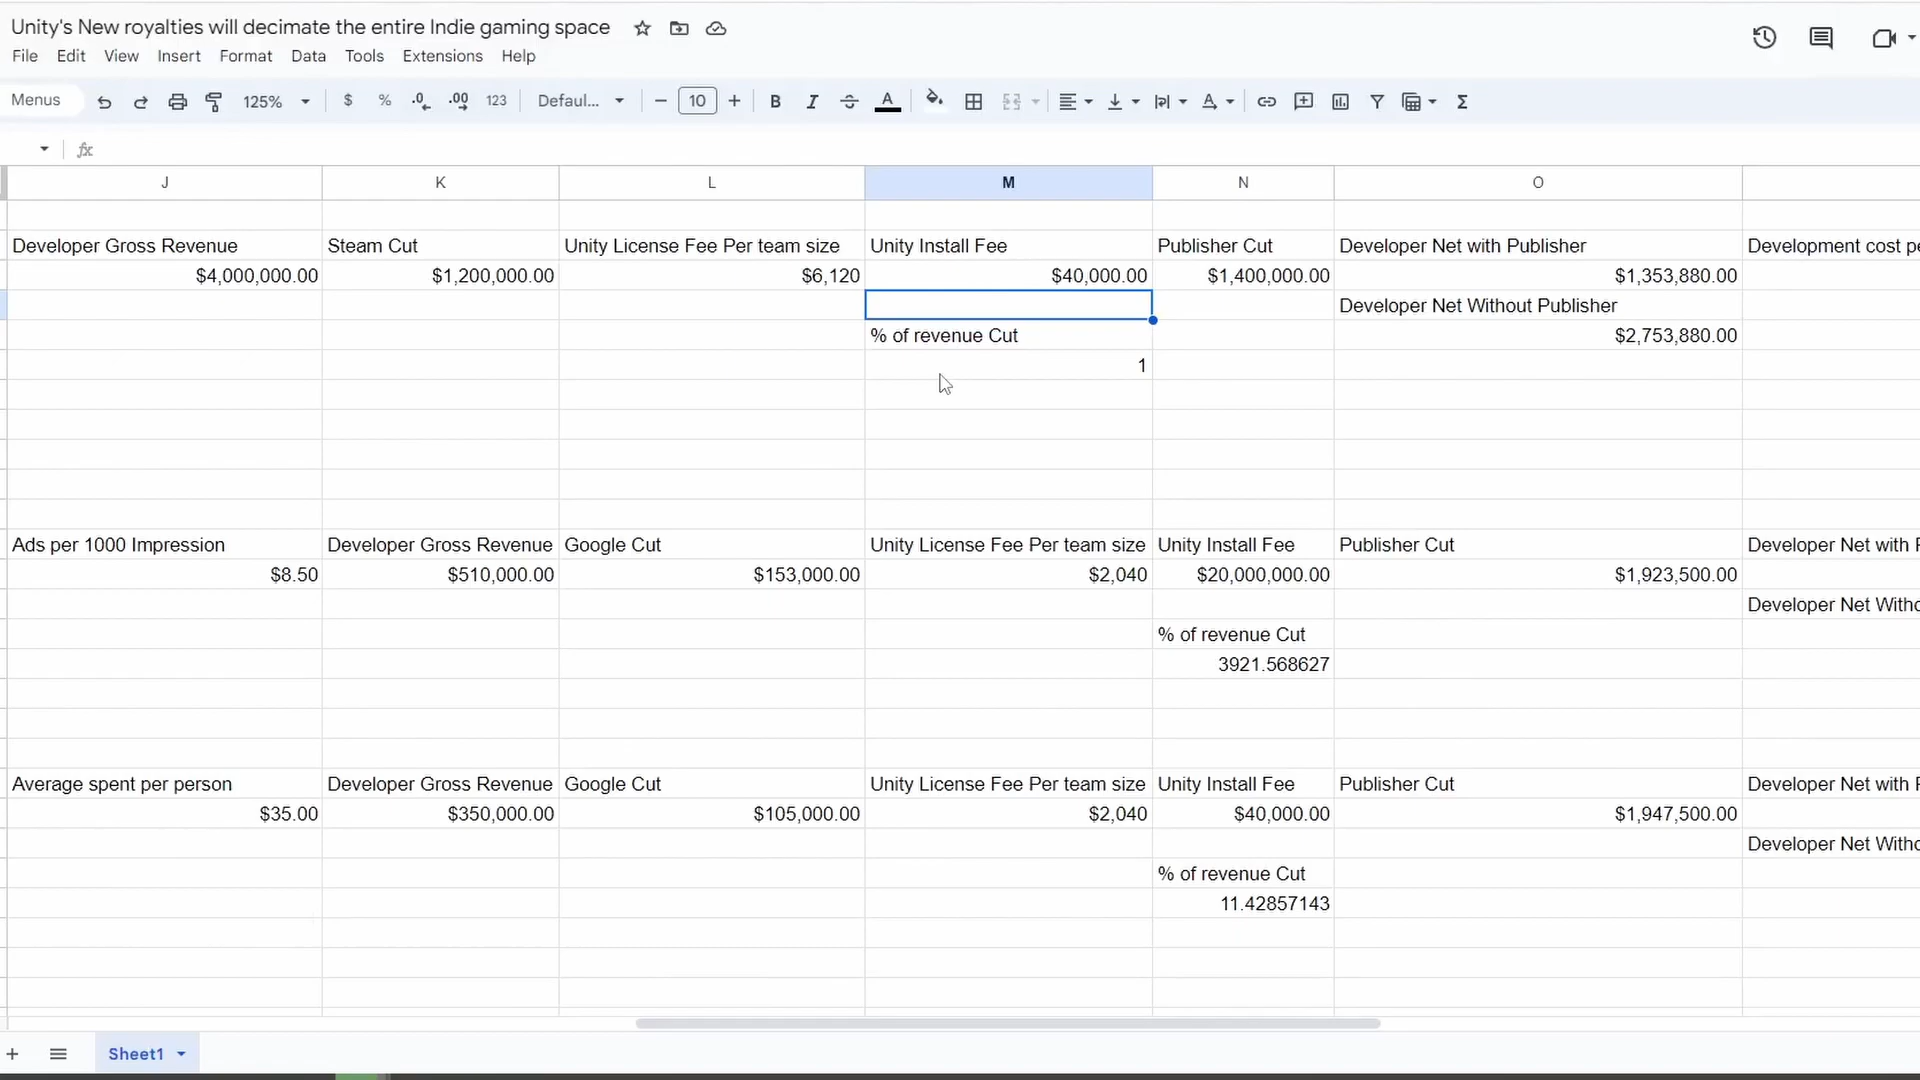 Unity's New royalties will decimate the entire Indie gaming space
File Edit View Insert Format Data Tools Extensions Help
Menus 125% $ % .0 .00 123 Defaul... − 10 + B I S A Σ
fx
J K L M N O
Developer Gross Revenue Steam Cut Unity License Fee Per team size Unity Install Fee Publisher Cut Developer Net with Publisher Development cost pe
$4,000,000.00 $1,200,000.00 $6,120 $40,000.00 $1,400,000.00 $1,353,880.00
Developer Net Without Publisher
% of revenue Cut $2,753,880.00
1
Ads per 1000 Impression Developer Gross Revenue Google Cut Unity License Fee Per team size Unity Install Fee Publisher Cut Developer Net with P
$8.50 $510,000.00 $153,000.00 $2,040 $20,000,000.00 $1,923,500.00
Developer Net Witho
% of revenue Cut
3921.568627
Average spent per person Developer Gross Revenue Google Cut Unity License Fee Per team size Unity Install Fee Publisher Cut Developer Net with P
$35.00 $350,000.00 $105,000.00 $2,040 $40,000.00 $1,947,500.00
Developer Net Witho
% of revenue Cut
11.42857143
+ Sheet1